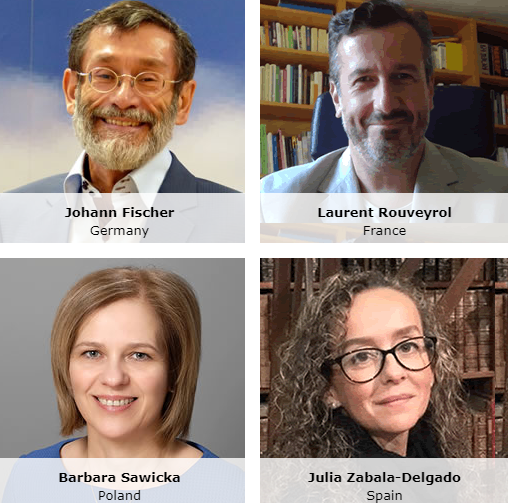 Johann Fischer
Germany
Laurent Rouveyrol
France
Barbara Sawicka
Poland
Julia Zabala-Delgado
Spain